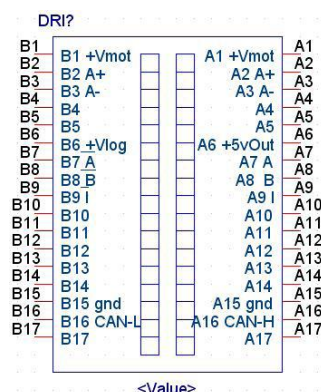 DRI?
B1 B1 +Vmot A1 +Vmot A1
B2 B2 A+ A2 A+ A2
B3 B3 A- A3 A- A3
B4 B4 A4 A4
B5 B5 A5 A5
B6 B6 +Vlog A6 +5vOut A6
B7 B7 A A7 A A7
B8 B8 B A8 B A8
B9 B9 I A9 I A9
B10 B10 A10 A10
B11 B11 A11 A11
B12 B12 A12 A12
B13 B13 A13 A13
B14 B14 A14 A14
B15 B15 gnd A15 gnd A15
B16 B16 CAN-L A16 CAN-H A16
B17 B17 A17 A17
<Value>